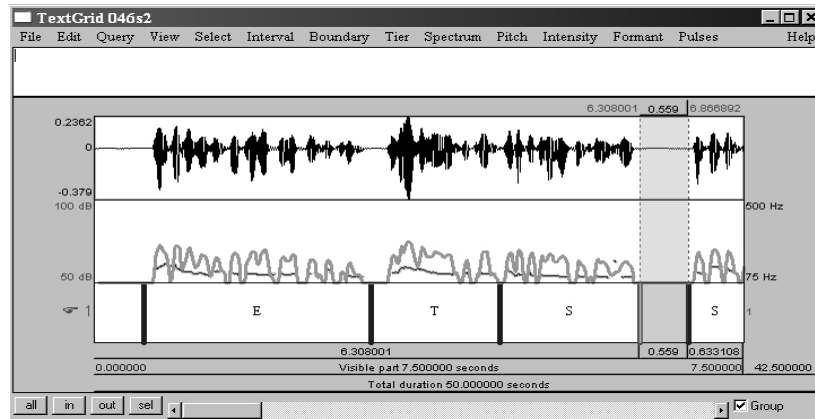 TextGrid 046s2
File Edit Query View Select Interval Boundary Tier Spectrum Pitch Intensity Formant Pulses Help
6.308001 0.559 6.866892
0.2362
0
-0.379
100 dB 500 Hz
50 dB 75 Hz
1 E T S S 1
6.308001 0.559 0.633108
0.000000 Visible part 7.500000 seconds 7.500000 42.500000
Total duration 50.000000 seconds
all in out sel Group